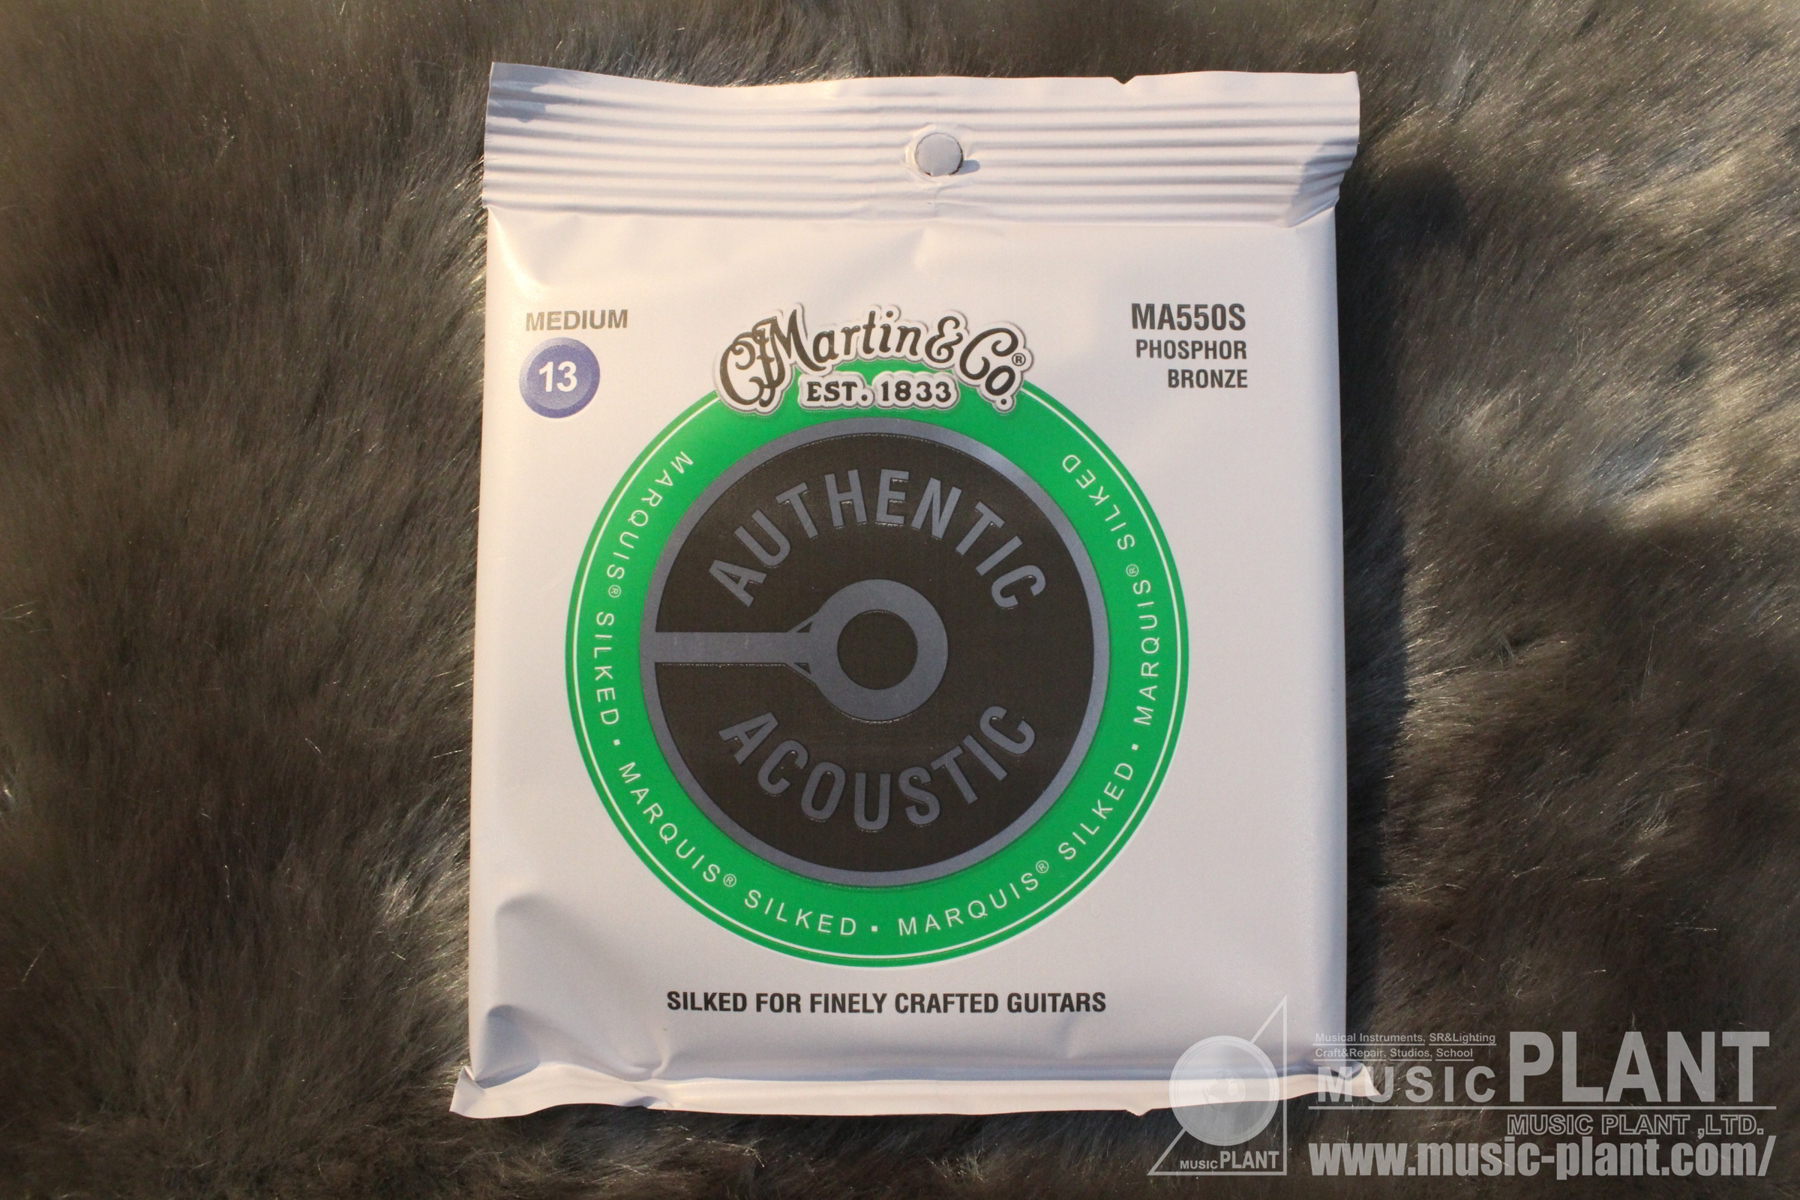 MEDIUM
13
C.F. Martin & Co.®
EST. 1833
MA550S
PHOSPHOR
BRONZE
AUTHENTIC
ACOUSTIC
MARQUIS® SILKED • MARQUIS® SILKED • MARQUIS® SILKED • MARQUIS® SILKED
SILKED FOR FINELY CRAFTED GUITARS
Musical Instruments, SR&Lighting
Craft&Repair, Studios, School
MUSIC PLANT
MUSIC PLANT ,LTD.
MUSIC PLANT
www.music-plant.com/